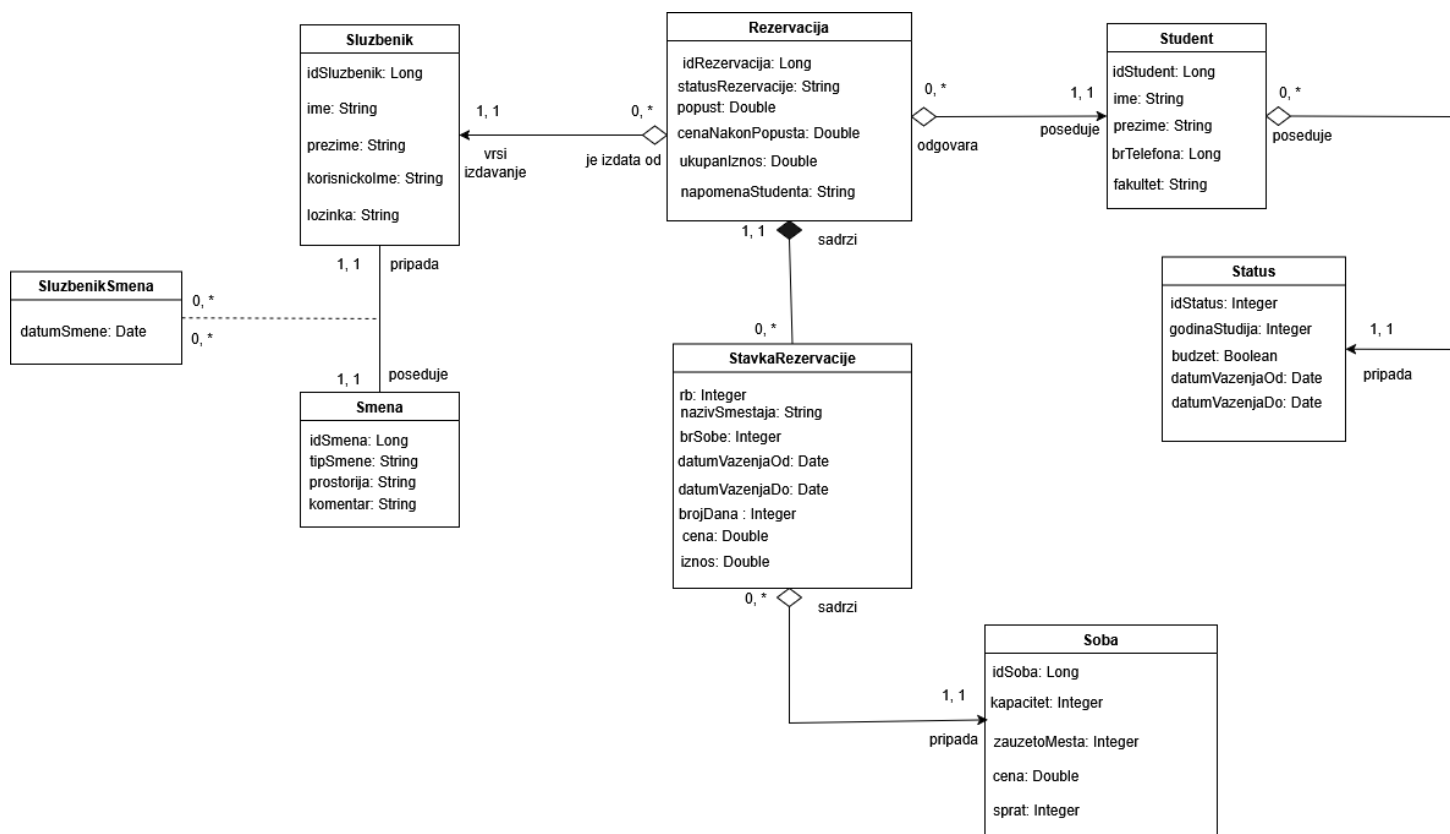 Sluzbenik
idSluzbenik: Long
ime: String
prezime: String
korisnickoIme: String
lozinka: String
1, 1
vrsi
izdavanje
0, *
je izdata od
Rezervacija
idRezervacija: Long
statusRezervacije: String
popust: Double
cenaNakonPopusta: Double
ukupanIznos: Double
napomenaStudenta: String
0, *
odgovara
1, 1
poseduje
Student
idStudent: Long
ime: String
prezime: String
brTelefona: Long
fakultet: String
0, *
poseduje
1, 1
pripada
SluzbenikSmena
datumSmene: Date
0, *
0, *
1, 1
poseduje
Smena
idSmena: Long
tipSmene: String
prostorija: String
komentar: String
1, 1
sadrzi
0, *
StavkaRezervacije
rb: Integer
nazivSmestaja: String
brSobe: Integer
datumVazenjaOd: Date
datumVazenjaDo: Date
brojDana : Integer
cena: Double
iznos: Double
0, *
sadrzi
Status
idStatus: Integer
godinaStudija: Integer
budzet: Boolean
datumVazenjaOd: Date
datumVazenjaDo: Date
1, 1
pripada
1, 1
pripada
Soba
idSoba: Long
kapacitet: Integer
zauzetoMesta: Integer
cena: Double
sprat: Integer